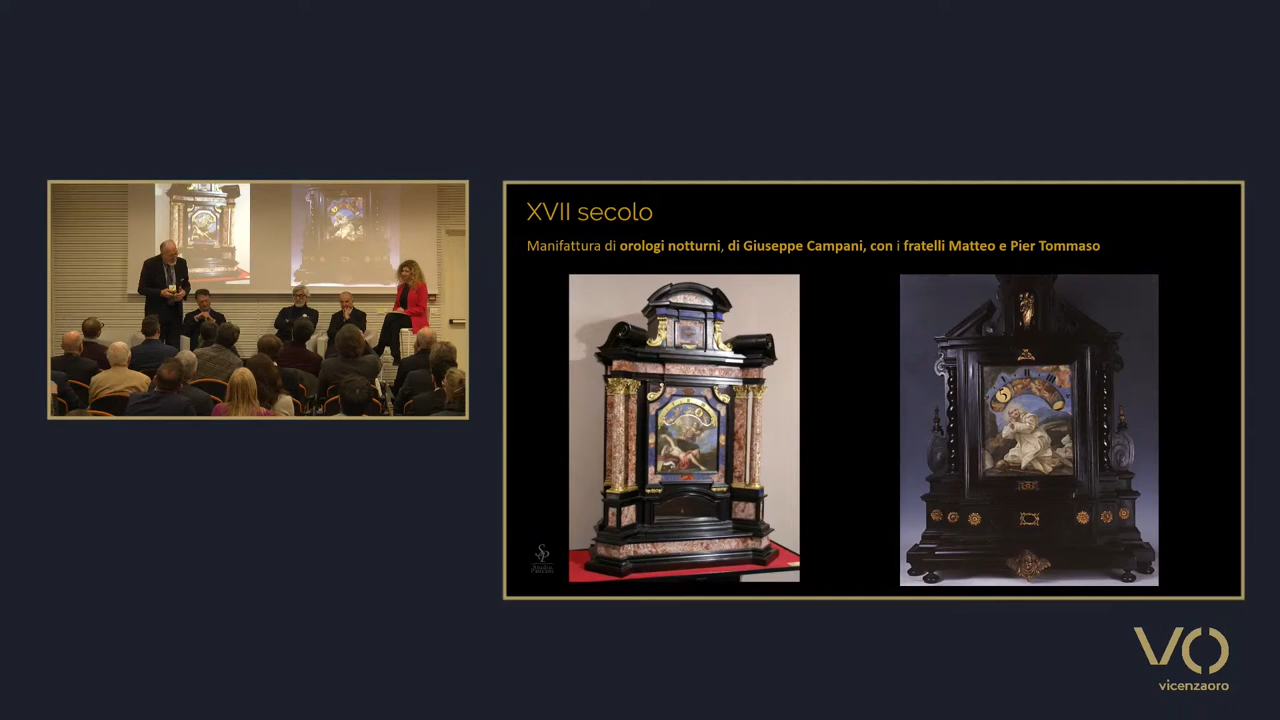 XVII secolo
Manifattura di orologi notturni, di Giuseppe Campani, con i fratelli Matteo e Pier Tommaso
VO
vicenzaoro